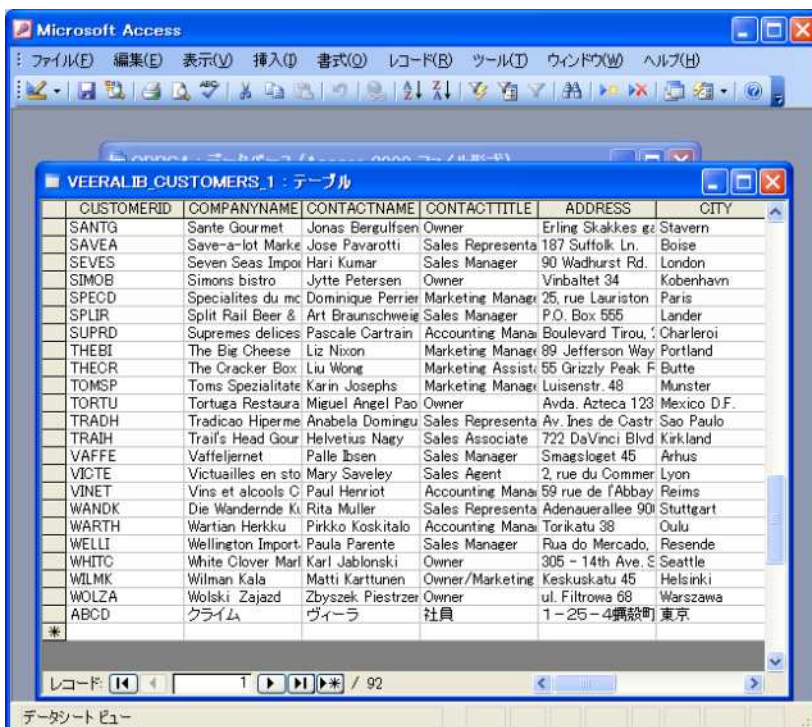 Microsoft Access
ファイル(F) 編集(E) 表示(V) 挿入(I) 書式(O) レコード(R) ツール(T) ウィンドウ(W) ヘルプ(H)
VEERALIB_CUSTOMERS_1 : テーブル
CUSTOMERID COMPANYNAME CONTACTNAME CONTACTTITLE ADDRESS CITY
SANTG Sante Gourmet Jonas Bergulfsen Owner Erling Skakkes ga Stavern
SAVEA Save-a-lot Marke Jose Pavarotti Sales Representa 187 Suffolk Ln. Boise
SEVES Seven Seas Impor Hari Kumar Sales Manager 90 Wadhurst Rd. London
SIMOB Simons bistro Jytte Petersen Owner Vinbaltet 34 Kobenhavn
SPECD Specialites du mo Dominique Perrier Marketing Manage 25, rue Lauriston Paris
SPLIR Split Rail Beer & Art Braunschweig Sales Manager P.O. Box 555 Lander
SUPRD Supremes delices Pascale Cartrain Accounting Mana Boulevard Tirou, Charleroi
THEBI The Big Cheese Liz Nixon Marketing Manage 89 Jefferson Way Portland
THECR The Cracker Box Liu Wong Marketing Assist 55 Grizzly Peak Butte
TOMSP Toms Spezialitate Karin Josephs Marketing Manage Luisenstr. 48 Munster
TORTU Tortuga Restaura Miguel Angel Pao Owner Avda. Azteca 123 Mexico D.F.
TRADH Tradicao Hiperme Anabela Domingu Sales Representa Av. Ines de Castr Sao Paulo
TRAIH Trail's Head Gour Helvetius Nagy Sales Associate 722 DaVinci Blvd Kirkland
VAFFE Vaffeljernet Palle Ibsen Sales Manager Smagsloget 45 Arhus
VICTE Victuailles en sto Mary Saveley Sales Agent 2, rue du Commer Lyon
VINET Vins et alcools C Paul Henriot Accounting Mana 59 rue de l'Abbay Reims
WANDK Die Wandernde Ku Rita Muller Sales Representa Adenauerallee 90 Stuttgart
WARTH Wartian Herkku Pirkko Koskitalo Accounting Mana Torikatu 38 Oulu
WELLI Wellington Import Paula Parente Sales Manager Rua do Mercado, Resende
WHITC White Clover Marl Karl Jablonski Owner 305 - 14th Ave. S Seattle
WILMK Wilman Kala Matti Karttunen Owner/Marketing Keskuskatu 45 Helsinki
WOLZA Wolski Zajazd Zbyszek Piestrzer Owner ul. Filtrowa 68 Warszawa
ABCD クライム ヴィーラ 社員 1-25-4蠣殻町 東京
レコード: 1 / 92
データシート ビュー